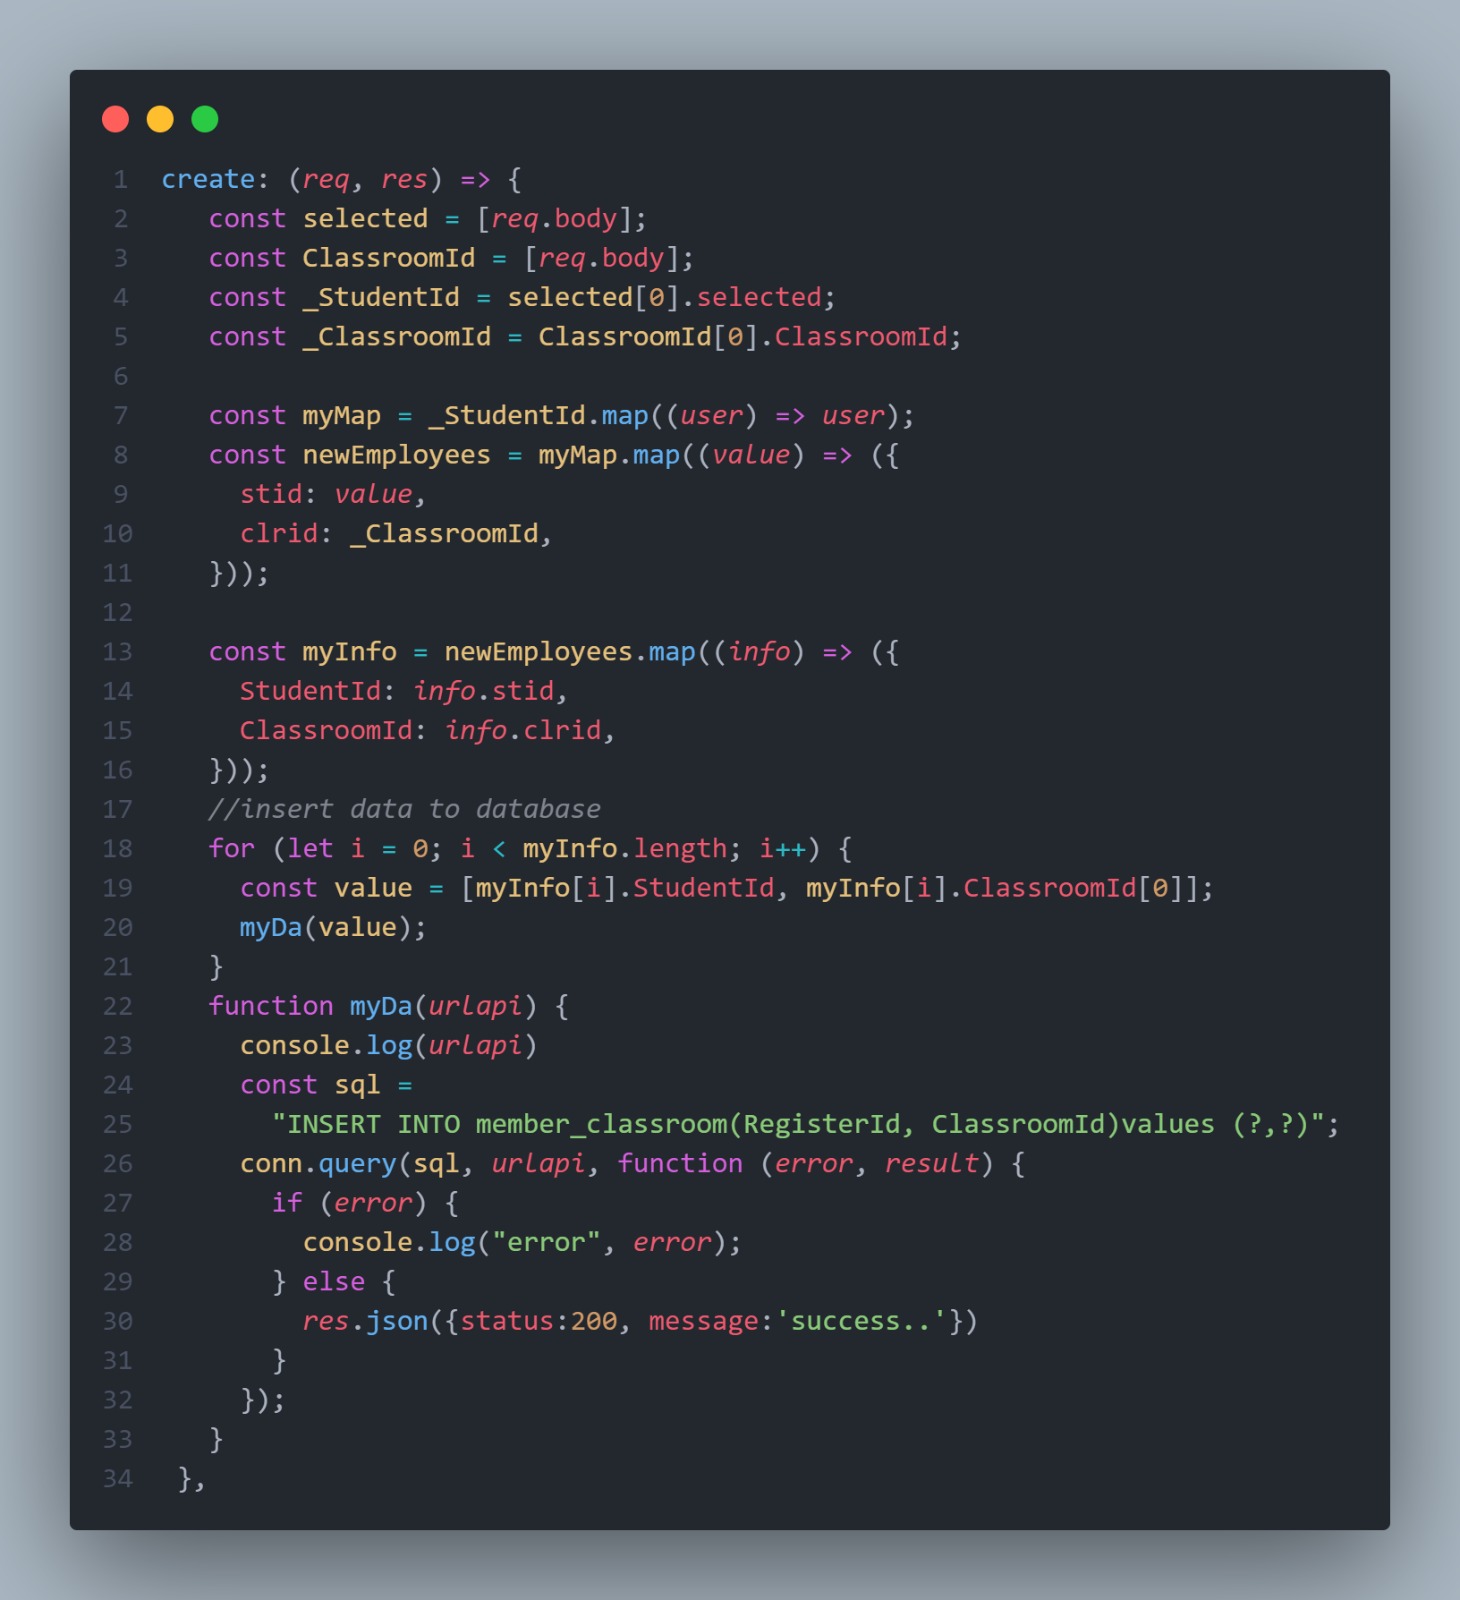 1 create: (req, res) => {
2 const selected = [req.body];
3 const ClassroomId = [req.body];
4 const _StudentId = selected[0].selected;
5 const _ClassroomId = ClassroomId[0].ClassroomId;
6
7 const myMap = _StudentId.map((user) => user);
8 const newEmployees = myMap.map((value) => ({
9 stid: value,
10 clrid: _ClassroomId,
11 }));
12
13 const myInfo = newEmployees.map((info) => ({
14 StudentId: info.stid,
15 ClassroomId: info.clrid,
16 }));
17 //insert data to database
18 for (let i = 0; i < myInfo.length; i++) {
19 const value = [myInfo[i].StudentId, myInfo[i].ClassroomId[0]];
20 myDa(value);
21 }
22 function myDa(urlapi) {
23 console.log(urlapi)
24 const sql =
25 "INSERT INTO member_classroom(RegisterId, ClassroomId)values (?,?)";
26 conn.query(sql, urlapi, function (error, result) {
27 if (error) {
28 console.log("error", error);
29 } else {
30 res.json({status:200, message:'success..'})
31 }
32 });
33 }
34 },